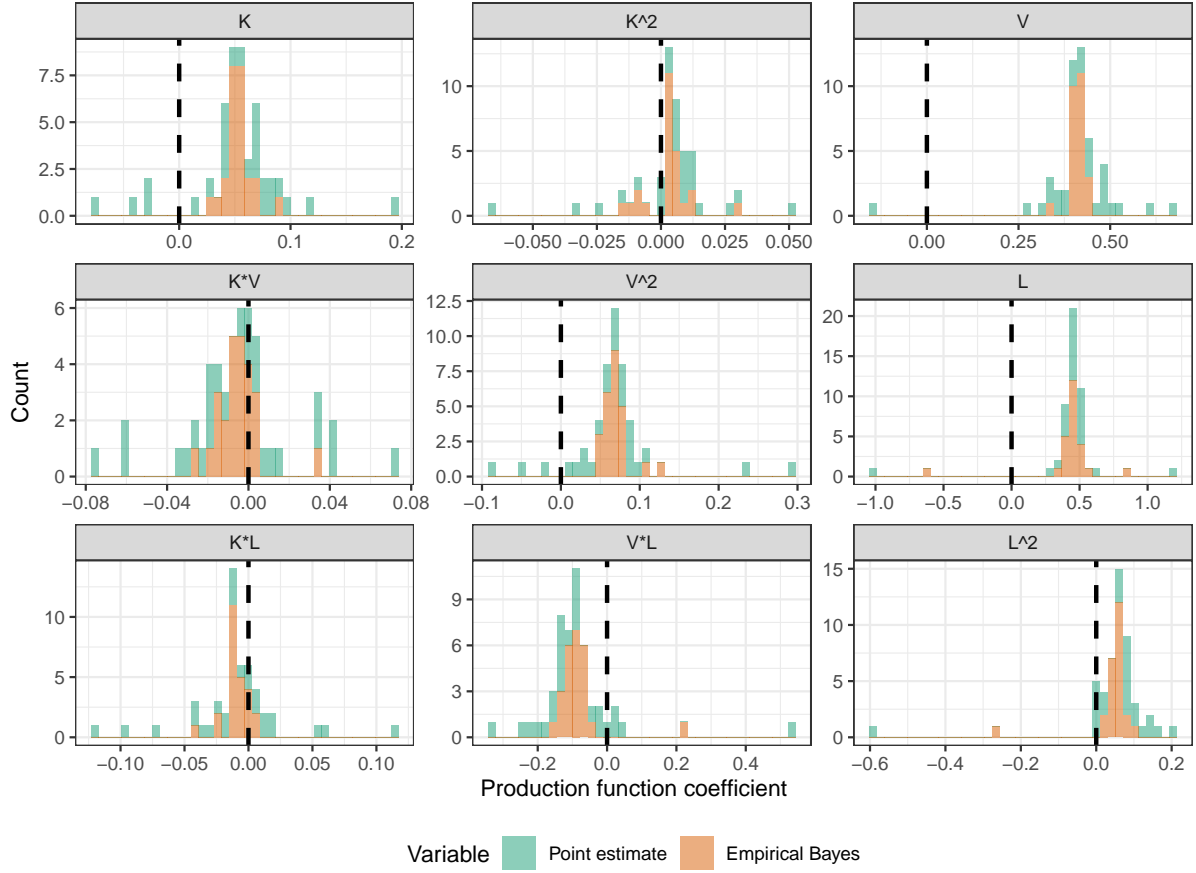 K K^2 V
7.5
5.0
2.5
0.0
10
5
0
10
5
0
0.0 0.1 0.2
−0.050 −0.025 0.000 0.025 0.050
0.00 0.25 0.50
K*V V^2 L
6
4
2
0
12.5
10.0
7.5
5.0
2.5
0.0
20
15
10
5
0
−0.08 −0.04 0.00 0.04 0.08
−0.1 0.0 0.1 0.2 0.3
−1.0 −0.5 0.0 0.5 1.0
Count
K*L V*L L^2
10
5
0
9
6
3
0
15
10
5
0
−0.10 −0.05 0.00 0.05 0.10
−0.2 0.0 0.2 0.4
−0.6 −0.4 −0.2 0.0 0.2
Production function coefficient
Variable Point estimate Empirical Bayes